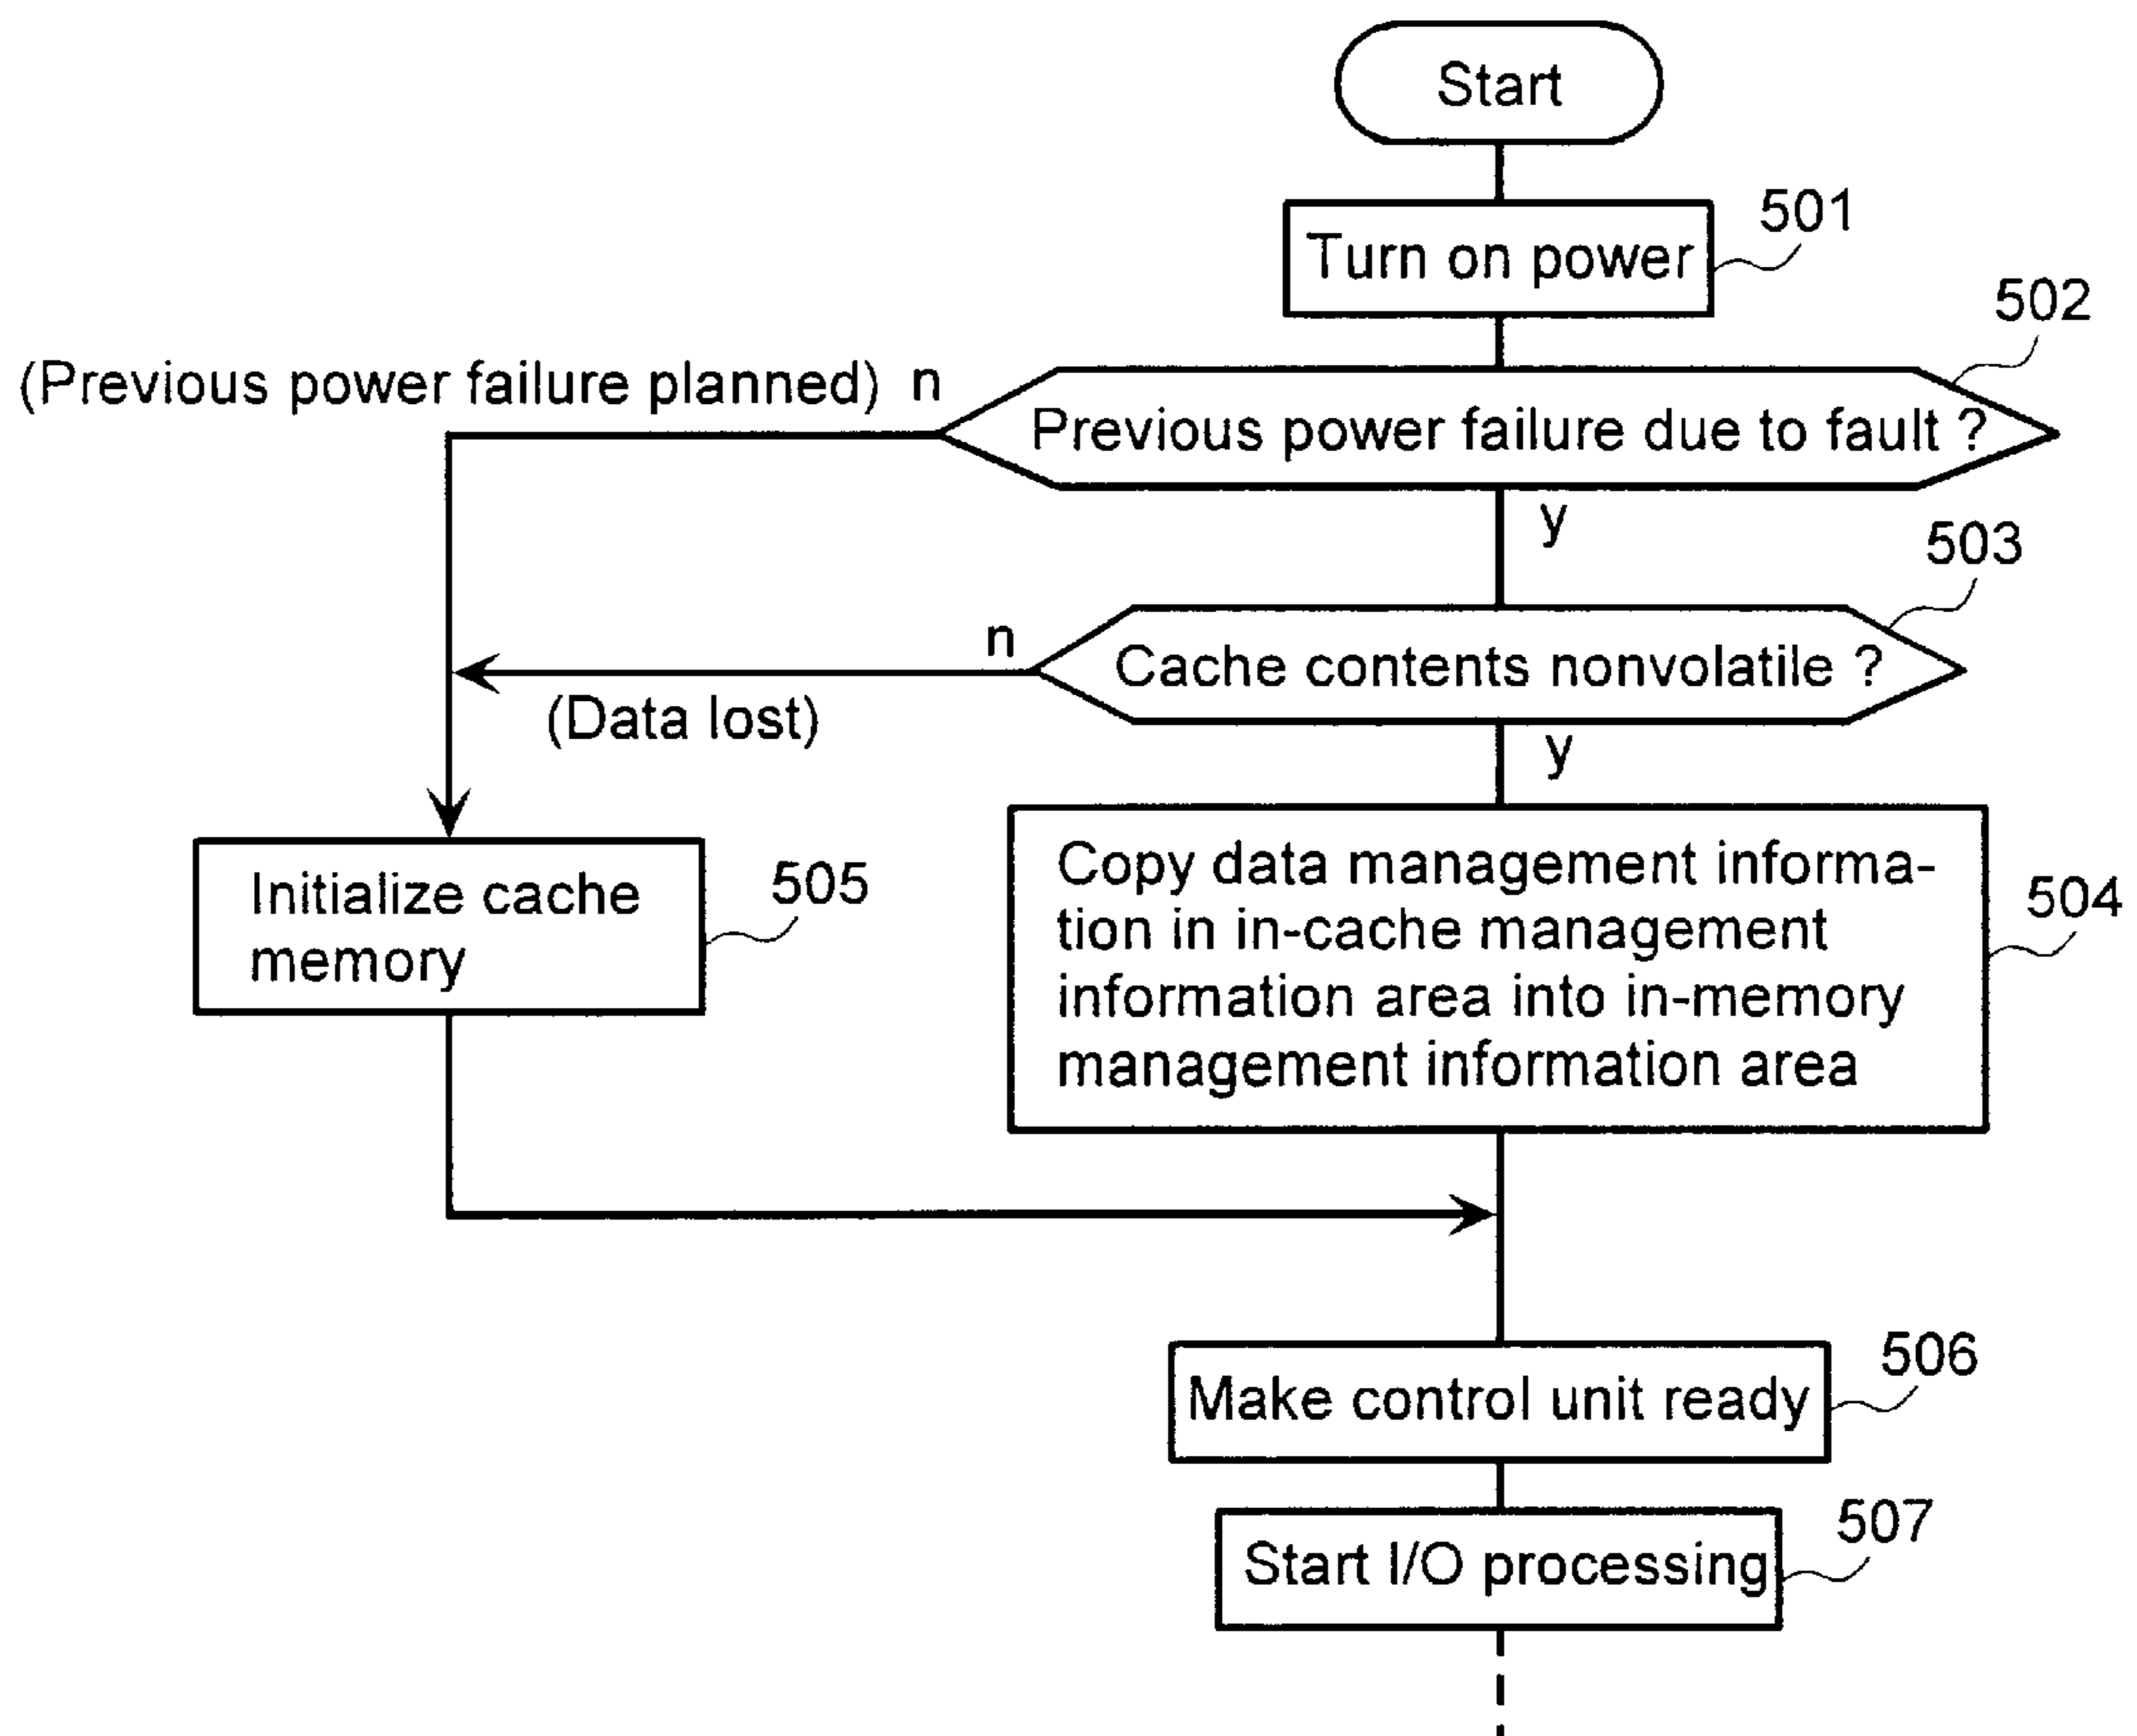 Start
Turn on power
501
502
(Previous power failure planned) n
Previous power failure due to fault ?
y
503
n
Cache contents nonvolatile ?
(Data lost)
y
Initialize cache
memory
505
Copy data management informa-
tion in in-cache management
information area into in-memory
management information area
504
Make control unit ready
506
Start I/O processing
507